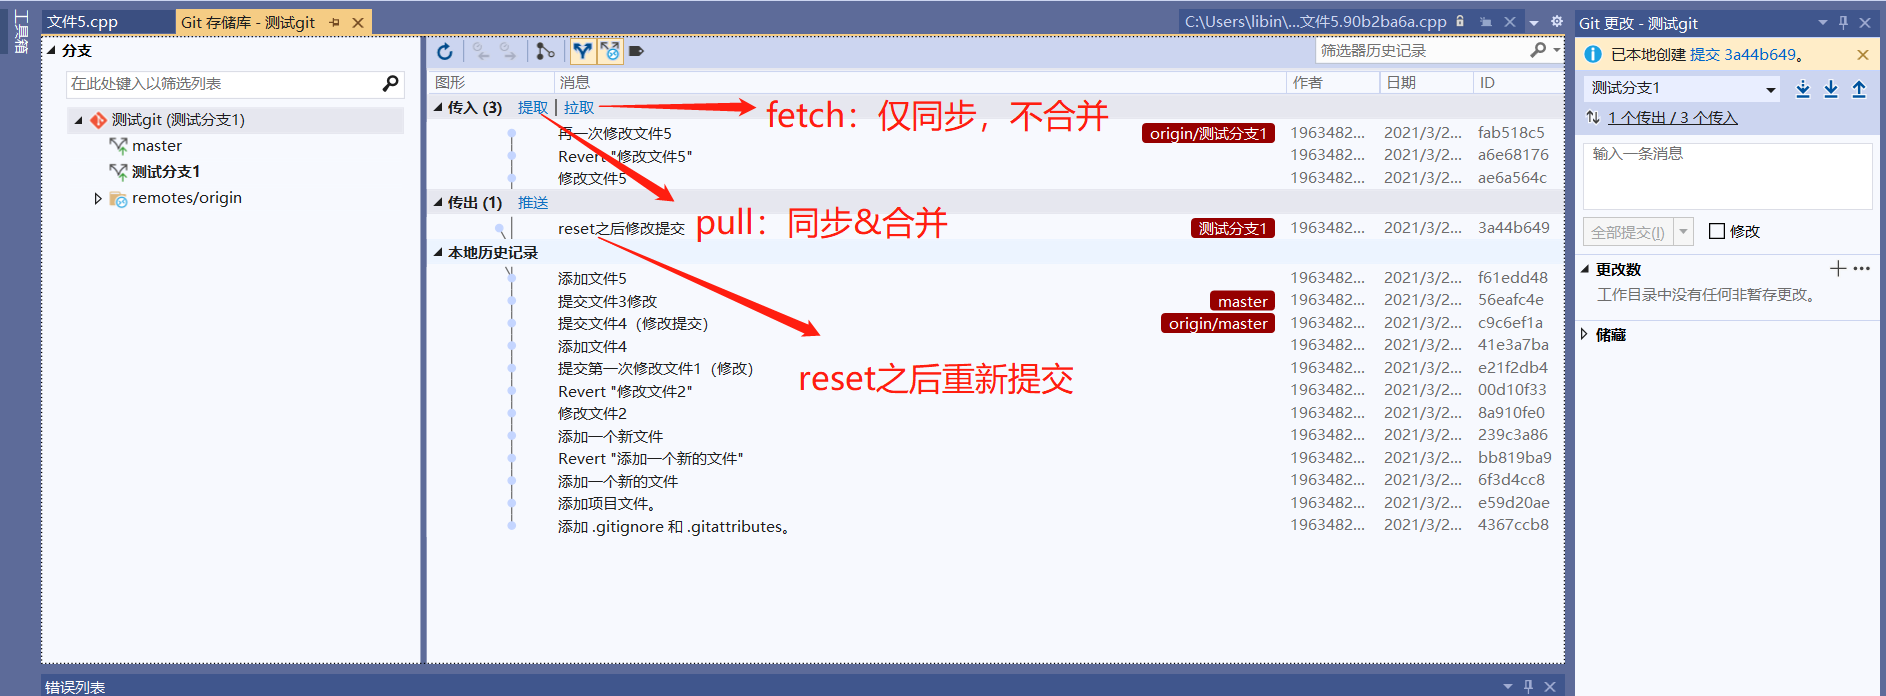 工具箱
文件5.cpp
Git 存储库 - 测试git
C:\Users\libin\...文件5.90b2ba6a.cpp
分支
在此处键入以筛选列表
测试git (测试分支1)
master
测试分支1
remotes/origin
筛选器历史记录
图形 消息 作者 日期 ID
传入 (3) 提取 | 拉取
fetch：仅同步，不合并
再一次修改文件5 origin/测试分支1 1963482... 2021/3/2... fab518c5
Revert "修改文件5" 1963482... 2021/3/2... a6e68176
修改文件5 1963482... 2021/3/2... ae6a564c
传出 (1) 推送
pull：同步&合并
reset之后修改提交 测试分支1 1963482... 2021/3/2... 3a44b649
本地历史记录
添加文件5 1963482... 2021/3/2... f61edd48
提交文件3修改 master 1963482... 2021/3/2... 56eafc4e
提交文件4（修改提交） origin/master 1963482... 2021/3/2... c9c6ef1a
添加文件4 1963482... 2021/3/2... 41e3a7ba
提交第一次修改文件1（修改） 1963482... 2021/3/2... e21f2db4
reset之后重新提交
Revert "修改文件2" 1963482... 2021/3/2... 00d10f33
修改文件2 1963482... 2021/3/2... 8a910fe0
添加一个新文件 1963482... 2021/3/2... 239c3a86
Revert "添加一个新的文件" 1963482... 2021/3/2... bb819ba9
添加一个新的文件 1963482... 2021/3/2... 6f3d4cc8
添加项目文件。 1963482... 2021/3/2... e59d20ae
添加 .gitignore 和 .gitattributes。 1963482... 2021/3/2... 4367ccb8
Git 更改 - 测试git
已本地创建 提交 3a44b649。
测试分支1
1 个传出 / 3 个传入
输入一条消息
全部提交(I) 修改
更改数
工作目录中没有任何非暂存更改。
储藏
错误列表